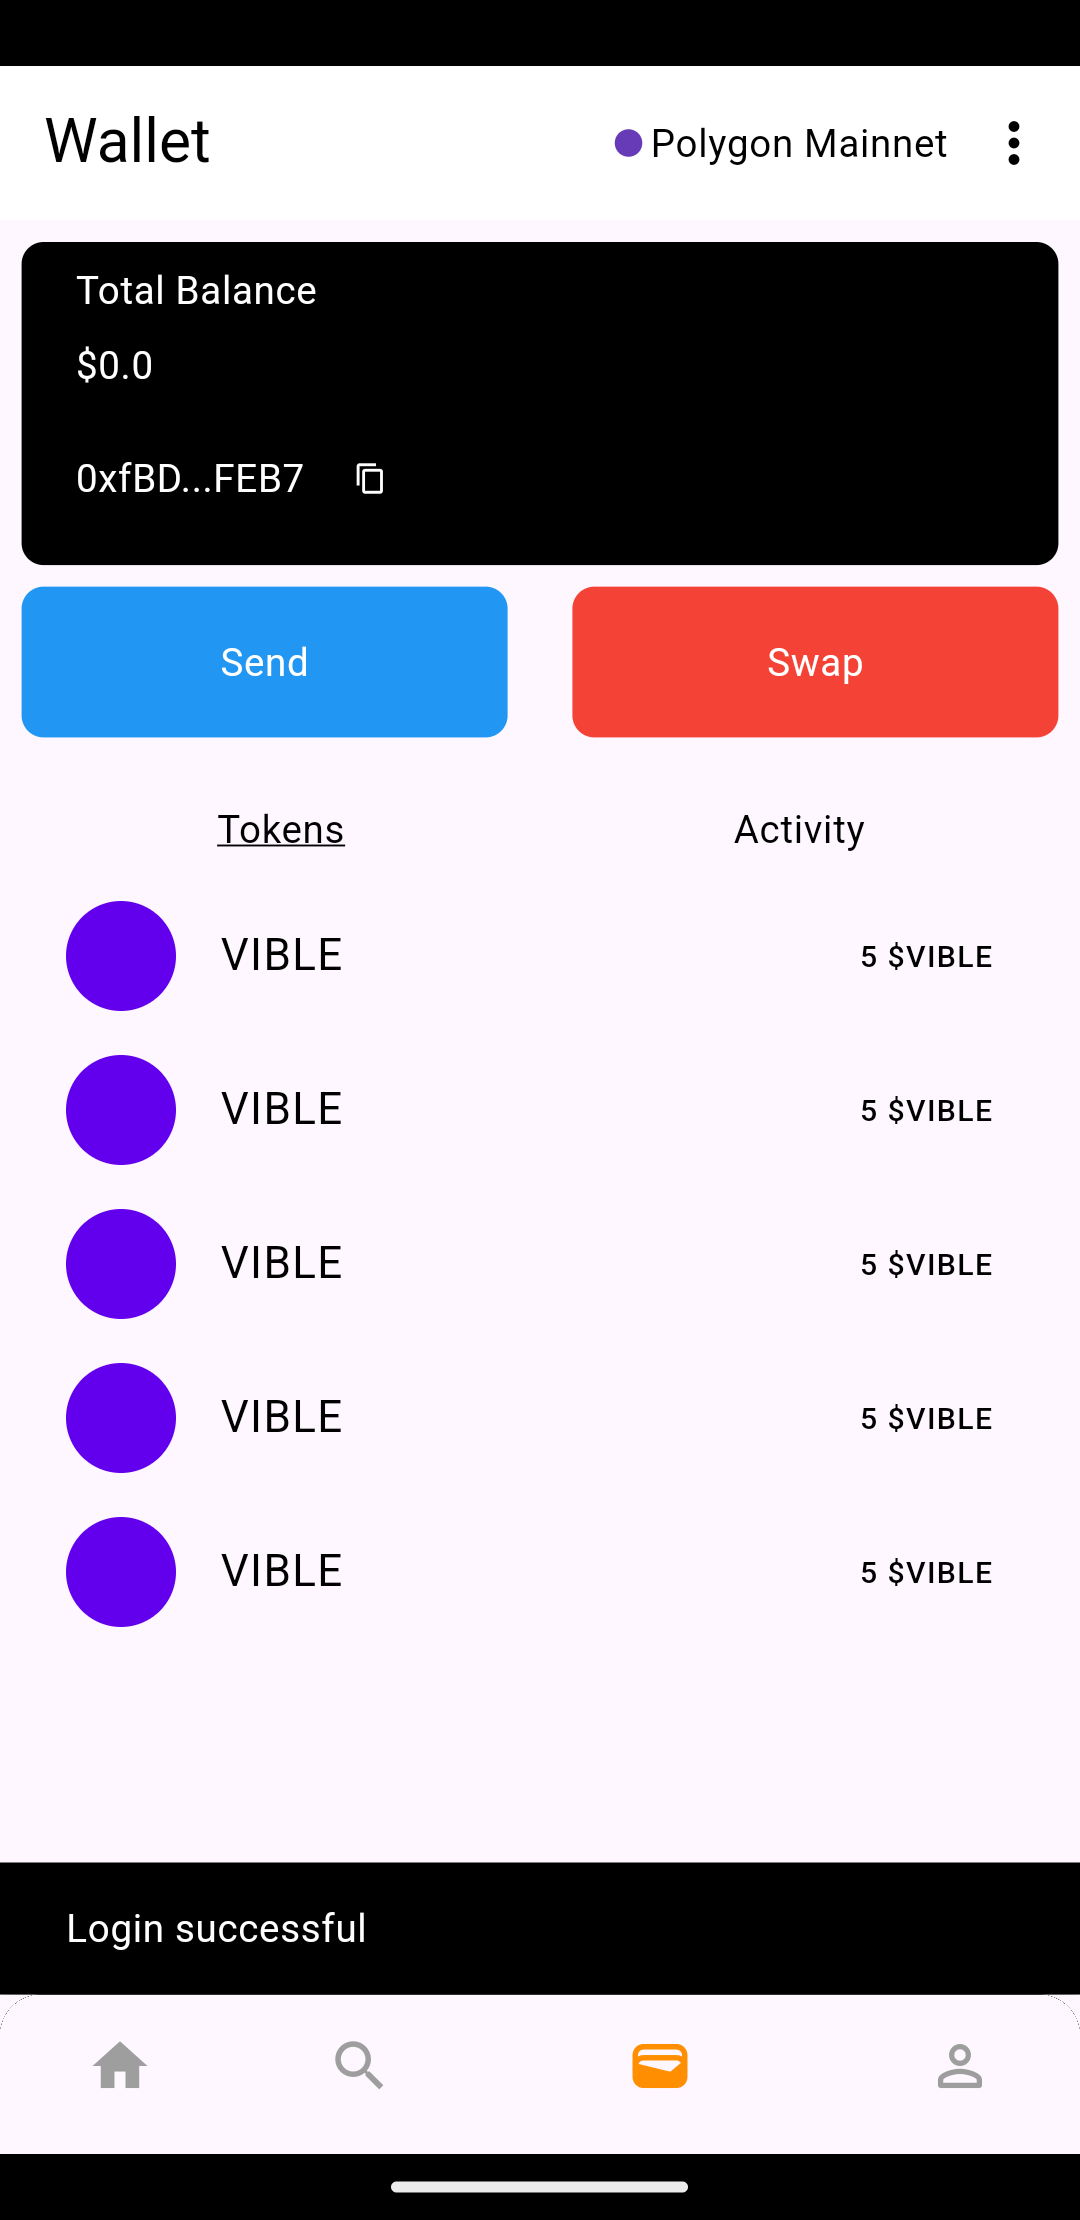 Wallet
Polygon Mainnet
Total Balance
$0.0
0xfBD...FEB7
Send
Swap
Tokens
Activity
VIBLE
5 $VIBLE
VIBLE
5 $VIBLE
VIBLE
5 $VIBLE
VIBLE
5 $VIBLE
VIBLE
5 $VIBLE
Login successful